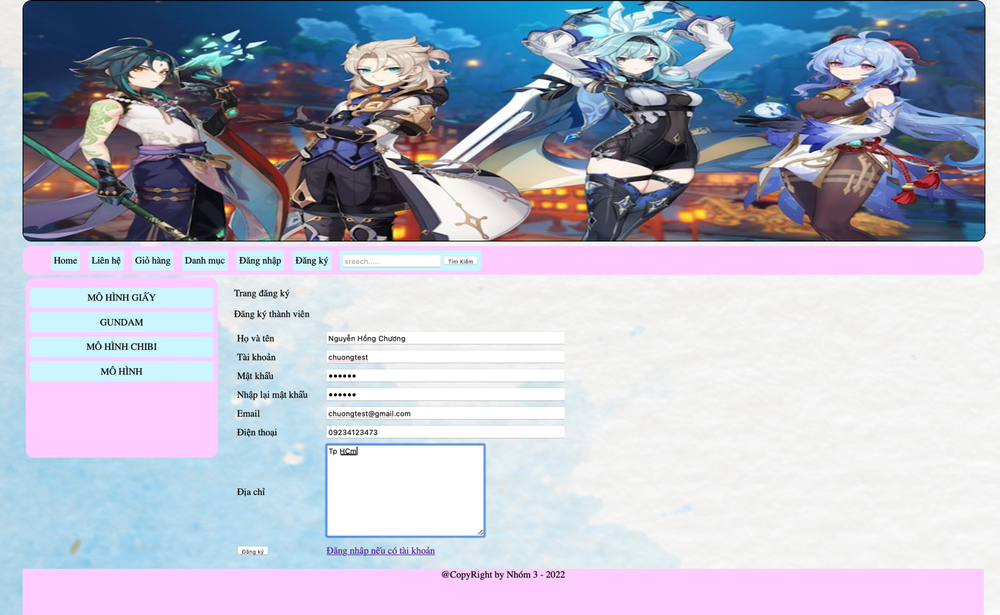 Home Liên hệ Giỏ hàng Danh mục Đăng nhập Đăng ký sreach..... Tìm Kiếm
MÔ HÌNH GIẤY
GUNDAM
MÔ HÌNH CHIBI
MÔ HÌNH
Trang đăng ký
Đăng ký thành viên
Họ và tên Nguyễn Hồng Chương
Tài khoản chuongtest
Mật khẩu ••••••
Nhập lại mật khẩu ••••••
Email chuongtest@gmail.com
Điện thoại 09234123473
Địa chỉ Tp HCm
Đăng ký Đăng nhập nếu có tài khoản
@CopyRight by Nhóm 3 - 2022